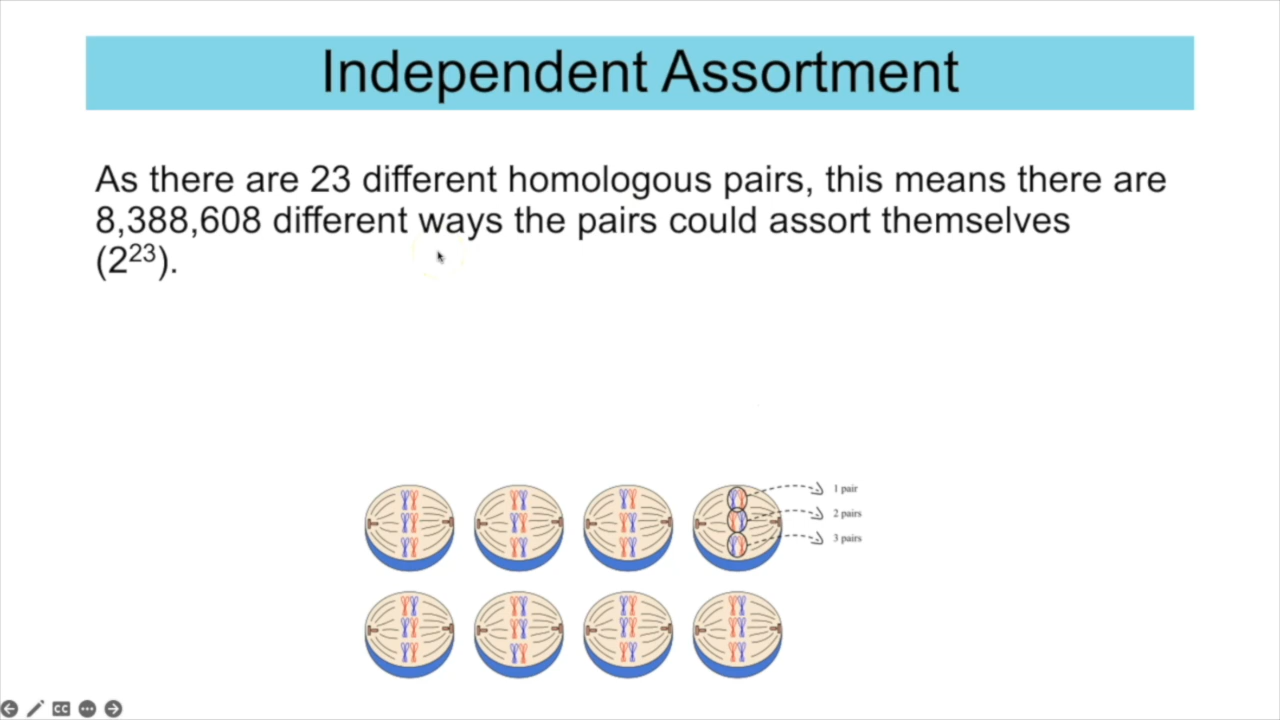 Independent Assortment
As there are 23 different homologous pairs, this means there are
8,388,608 different ways the pairs could assort themselves
(2²³).
1 pair
2 pairs
3 pairs
CC